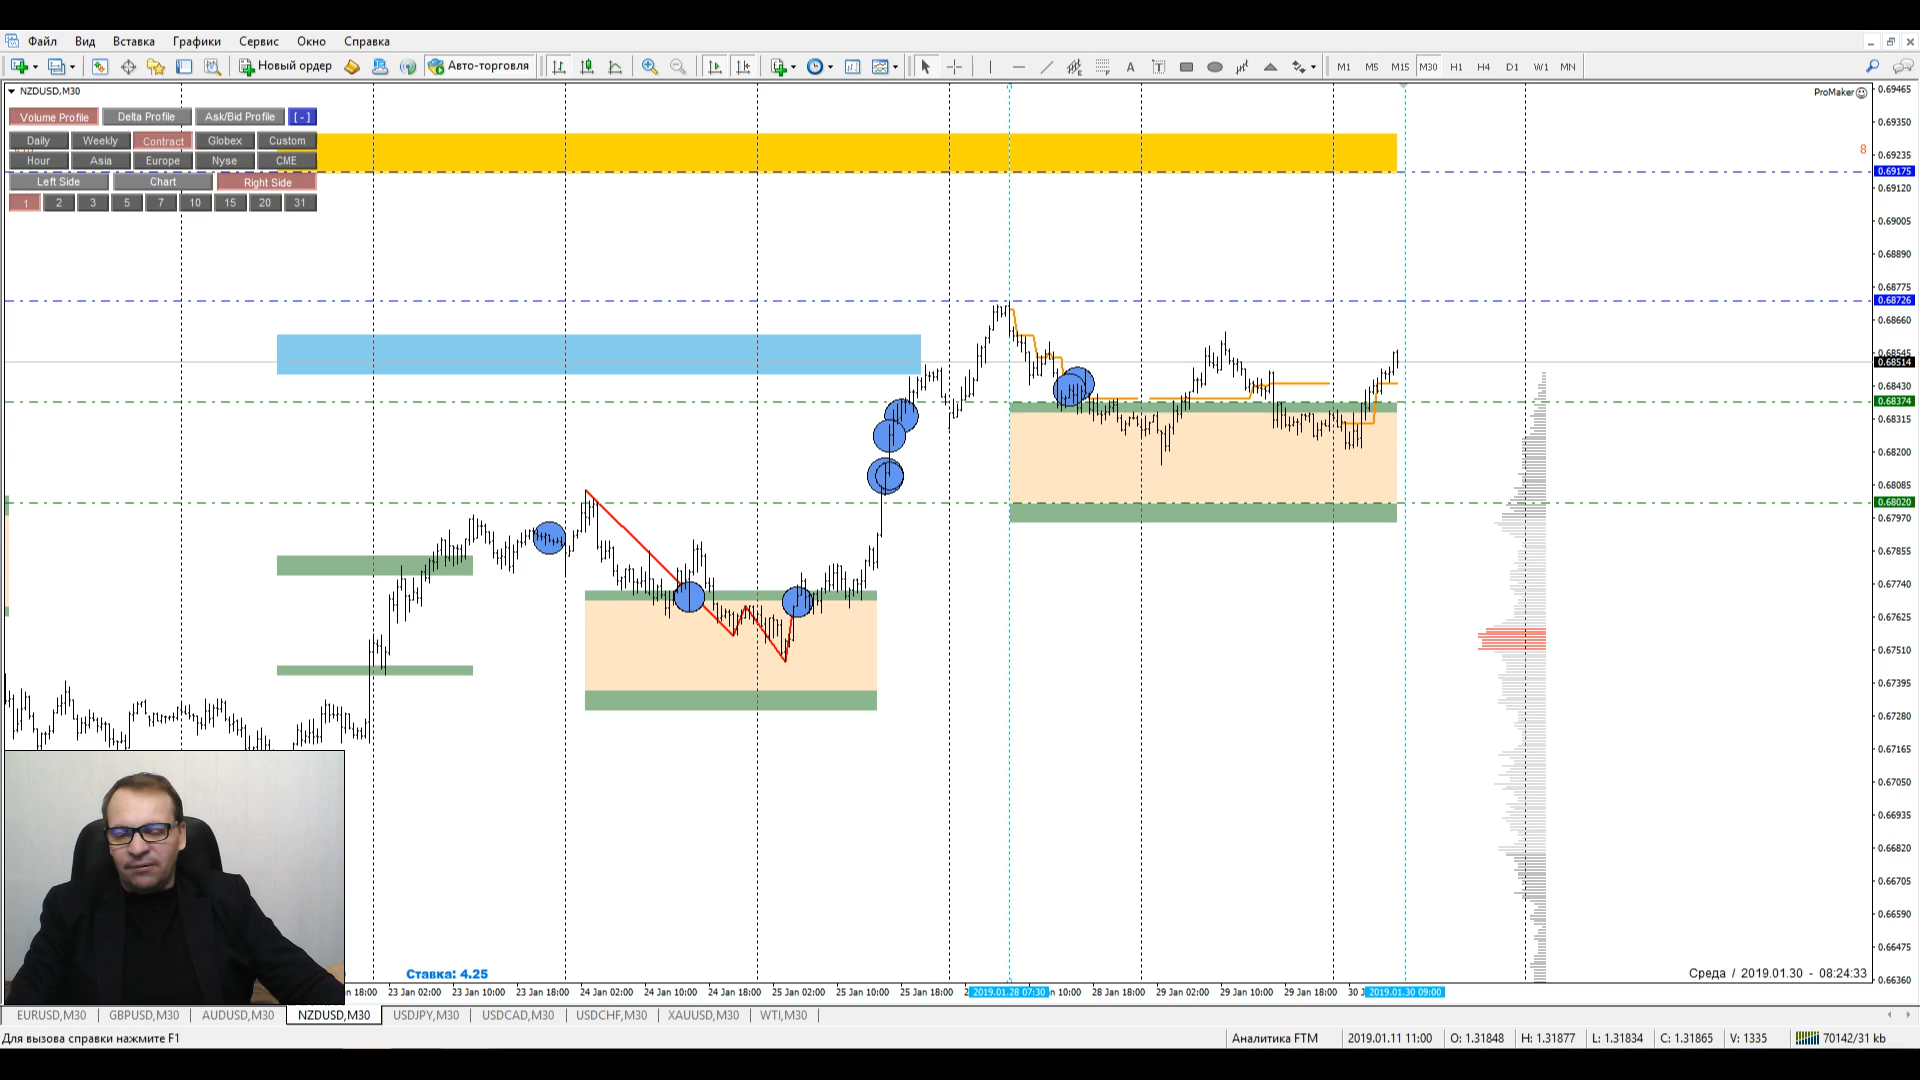 Файл Вид Вставка Графики Сервис Окно Справка
Новый ордер Авто-торговля A T M1 M5 M15 M30 H1 H4 D1 W1 MN
NZDUSD,M30
ProMaker
Volume Profile Delta Profile Ask/Bid Profile [-]
Daily Weekly Contract Globex Custom
Hour Asia Europe Nyse CME
Left Side Chart Right Side
1 2 3 5 7 10 15 20 31
8
0.69465
0.69350
0.69235
0.69175
0.69120
0.69005
0.68890
0.68775
0.68726
0.68660
0.68545
0.68514
0.68430
0.68374
0.68315
0.68200
0.68085
0.68020
0.67970
0.67855
0.67740
0.67625
0.67510
0.67395
0.67280
0.67165
0.67050
0.66935
0.66820
0.66705
0.66590
0.66475
0.66360
Ставка: 4.25
Среда / 2019.01.30 - 08:24:33
18:00 23 Jan 02:00 23 Jan 10:00 23 Jan 18:00 24 Jan 02:00 24 Jan 10:00 24 Jan 18:00 25 Jan 02:00 25 Jan 10:00 25 Jan 18:00 2019.01.28 07:30 10:00 28 Jan 18:00 29 Jan 02:00 29 Jan 10:00 29 Jan 18:00 30 2019.01.30 09:00
EURUSD,M30 GBPUSD,M30 AUDUSD,M30 NZDUSD,M30 USDJPY,M30 USDCAD,M30 USDCHF,M30 XAUUSD,M30 WTI,M30
Для вызова справки нажмите F1 Аналитика FTM 2019.01.11 11:00 O: 1.31848 H: 1.31877 L: 1.31834 C: 1.31865 V: 1335 70142/31 kb